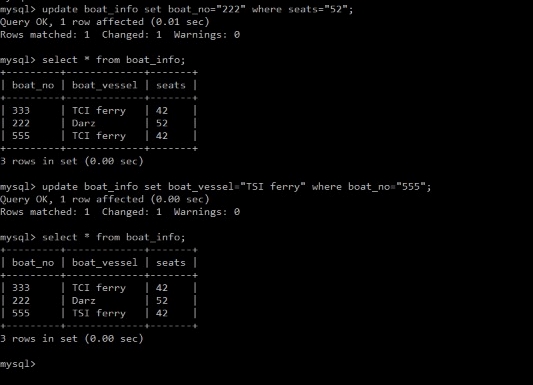 mysql> update boat_info set boat_no="222" where seats="52";
Query OK, 1 row affected (0.01 sec)
Rows matched: 1  Changed: 1  Warnings: 0

mysql> select * from boat_info;
+---------+-------------+-------+
| boat_no | boat_vessel | seats |
+---------+-------------+-------+
| 333     | TCI ferry   | 42    |
| 222     | Darz        | 52    |
| 555     | TCI ferry   | 42    |
+---------+-------------+-------+
3 rows in set (0.00 sec)

mysql> update boat_info set boat_vessel="TSI ferry" where boat_no="555";
Query OK, 1 row affected (0.00 sec)
Rows matched: 1  Changed: 1  Warnings: 0

mysql> select * from boat_info;
+---------+-------------+-------+
| boat_no | boat_vessel | seats |
+---------+-------------+-------+
| 333     | TCI ferry   | 42    |
| 222     | Darz        | 52    |
| 555     | TSI ferry   | 42    |
+---------+-------------+-------+
3 rows in set (0.00 sec)

mysql>